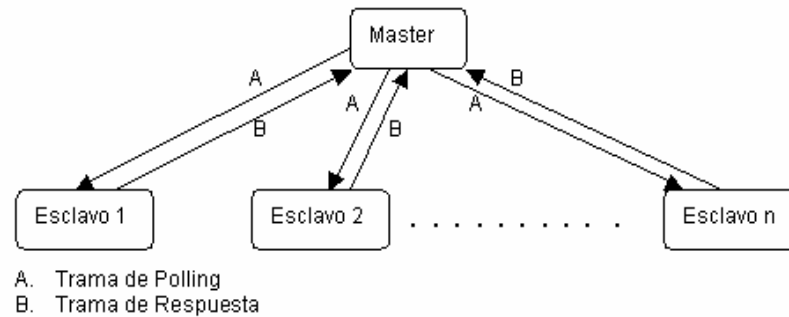 Master
A
B
A
B
A
B
Esclavo 1
Esclavo 2
. . . . . . . . . .
Esclavo n
A. Trama de Polling
B. Trama de Respuesta